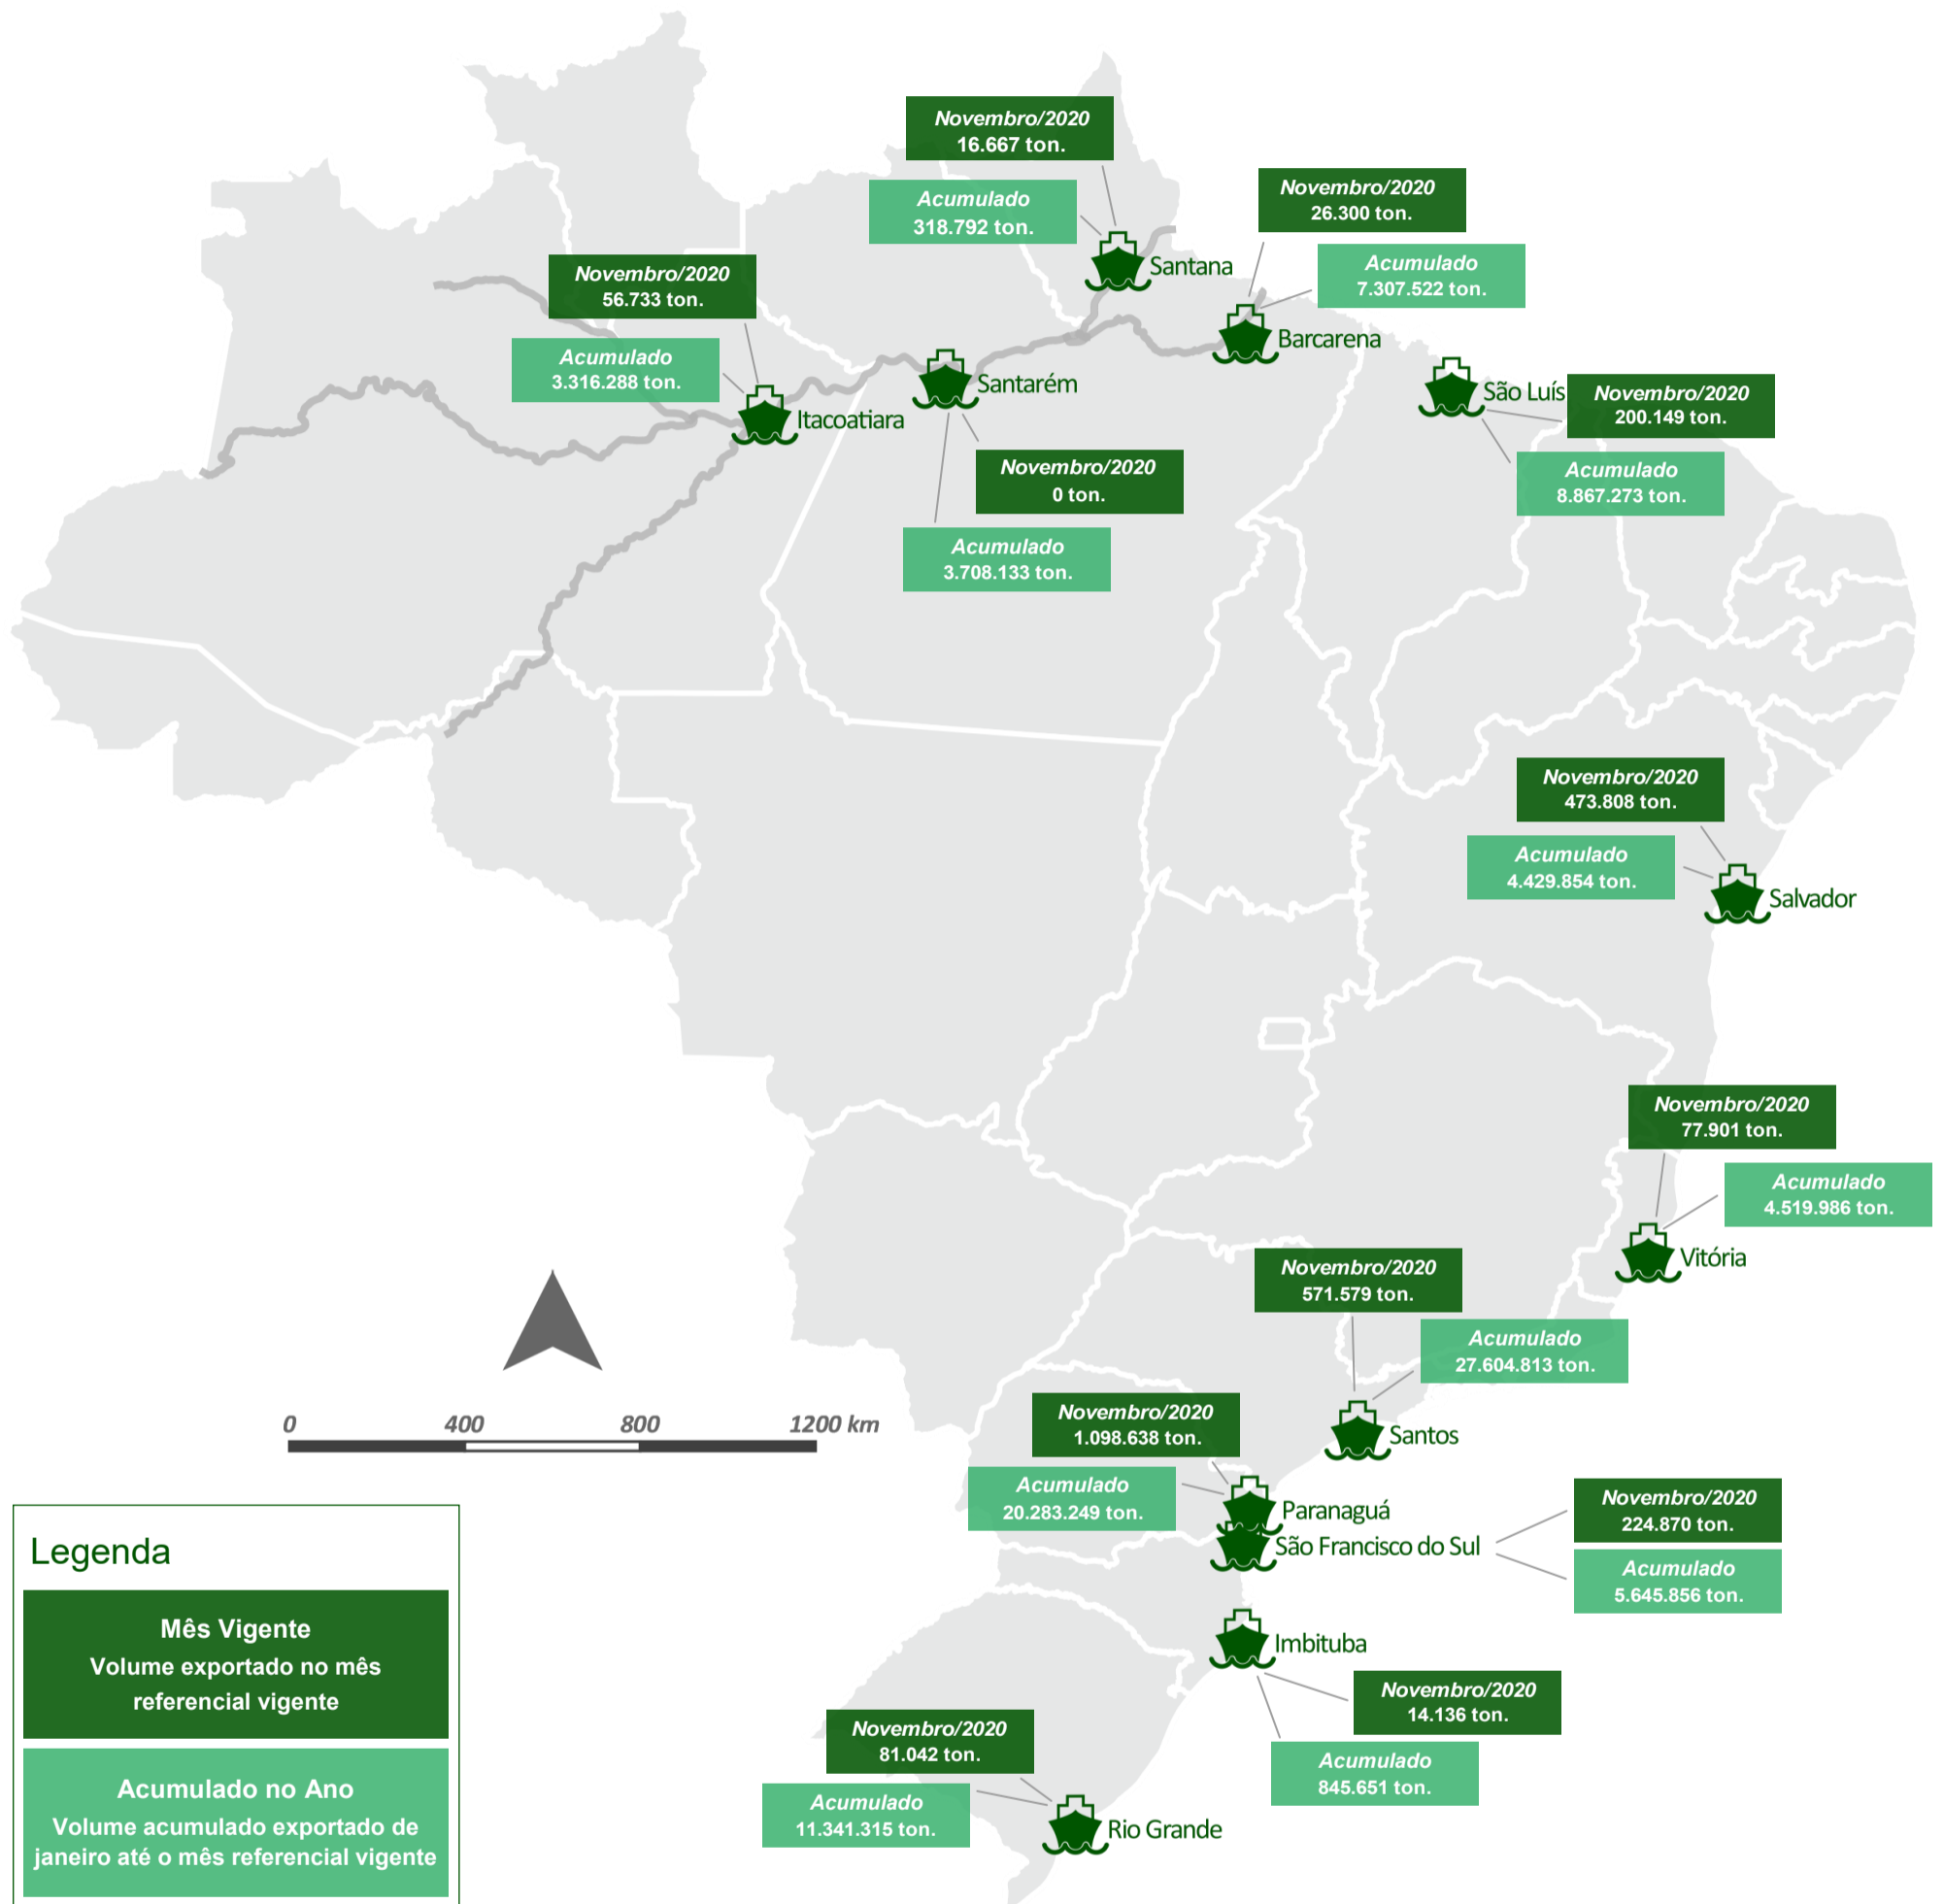 Novembro/2020
16.667 ton.
Acumulado
318.792 ton.
Santana
Novembro/2020
26.300 ton.
Acumulado
7.307.522 ton.
Barcarena
Novembro/2020
56.733 ton.
Acumulado
3.316.288 ton.
Itacoatiara
Santarém
Novembro/2020
0 ton.
Acumulado
3.708.133 ton.
São Luís
Novembro/2020
200.149 ton.
Acumulado
8.867.273 ton.
Novembro/2020
473.808 ton.
Acumulado
4.429.854 ton.
Salvador
Novembro/2020
77.901 ton.
Acumulado
4.519.986 ton.
Vitória
Novembro/2020
571.579 ton.
Acumulado
27.604.813 ton.
Santos
Novembro/2020
1.098.638 ton.
Acumulado
20.283.249 ton.
Paranaguá
São Francisco do Sul
Novembro/2020
224.870 ton.
Acumulado
5.645.856 ton.
Imbituba
Novembro/2020
14.136 ton.
Acumulado
845.651 ton.
Novembro/2020
81.042 ton.
Acumulado
11.341.315 ton.
Rio Grande
0 400 800 1200 km
Legenda
Mês Vigente
Volume exportado no mês
referencial vigente
Acumulado no Ano
Volume acumulado exportado de
janeiro até o mês referencial vigente